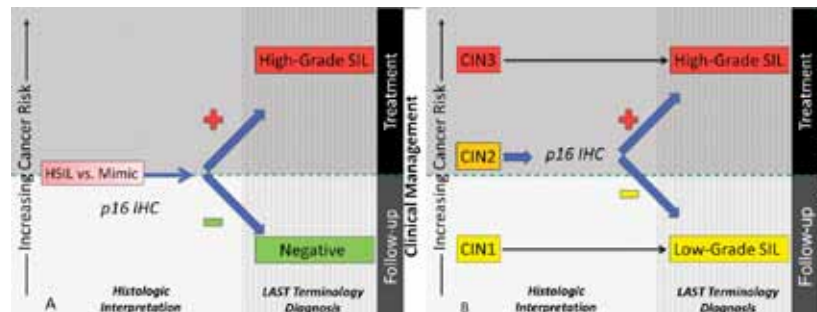 Increasing Cancer Risk
High-Grade SIL
HSIL vs. Mimic
p16 IHC
Negative
A
Histologic
Interpretation
LAST Terminology
Diagnosis
Treatment
Follow-up
Clinical Management
Increasing Cancer Risk
CIN3
High-Grade SIL
CIN2
p16 IHC
CIN1
Low-Grade SIL
B
Histologic
Interpretation
LAST Terminology
Diagnosis
Treatment
Follow-up